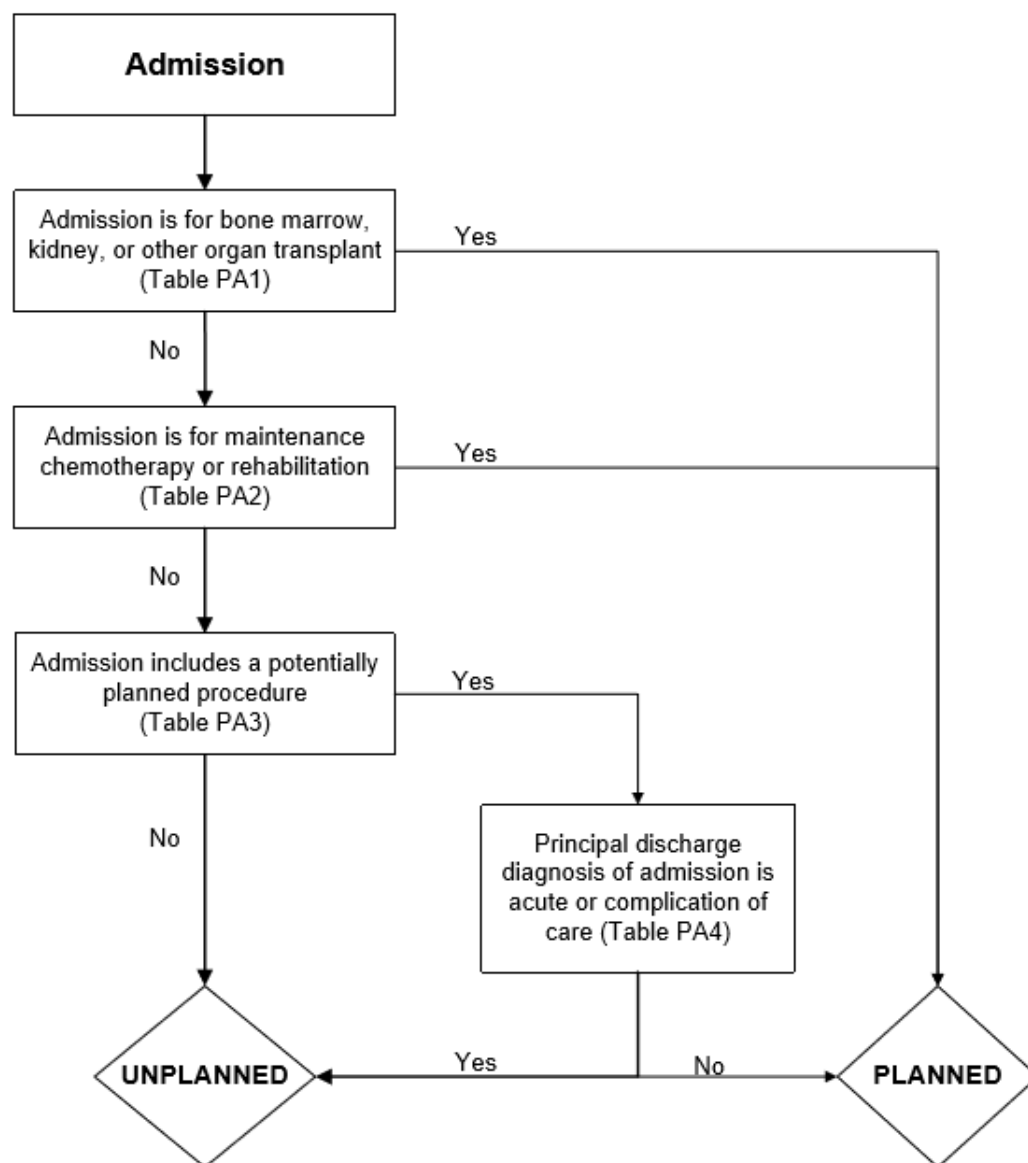 Admission
Admission is for bone marrow,
kidney, or other organ transplant
(Table PA1)
Yes
No
Admission is for maintenance
chemotherapy or rehabilitation
(Table PA2)
Yes
No
Admission includes a potentially
planned procedure
(Table PA3)
Yes
No
Principal discharge
diagnosis of admission is
acute or complication of
care (Table PA4)
Yes
No
UNPLANNED
PLANNED